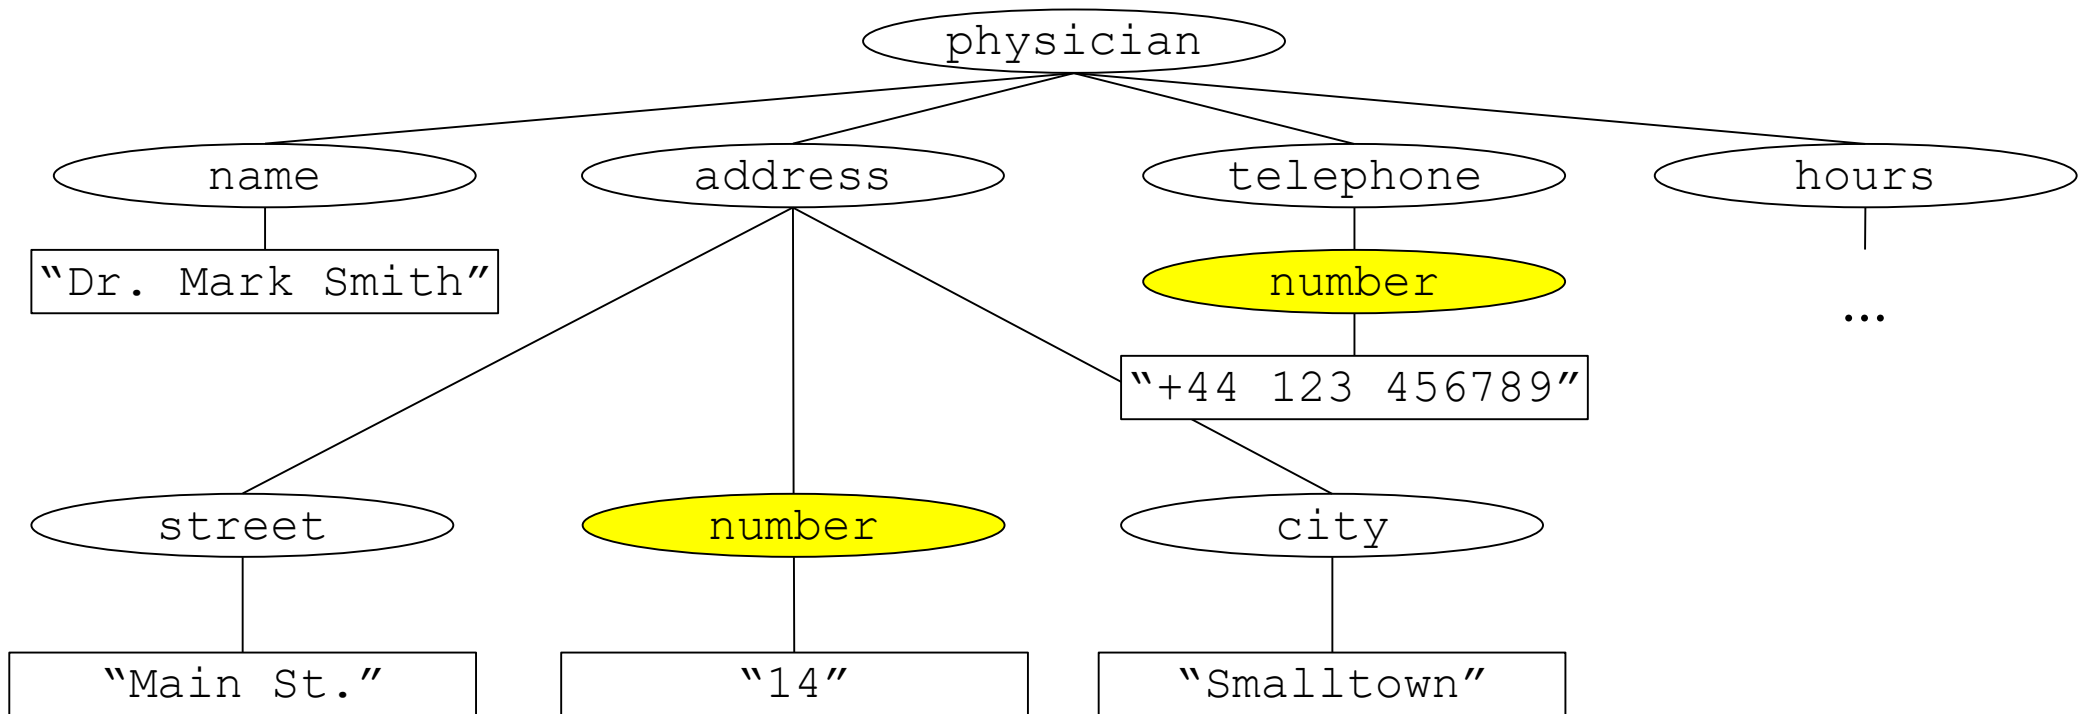 physician
name
address
telephone
hours
“Dr. Mark Smith”
number
…
“+44 123 456789”
street
number
city
“Main St.”
“14”
“Smalltown”